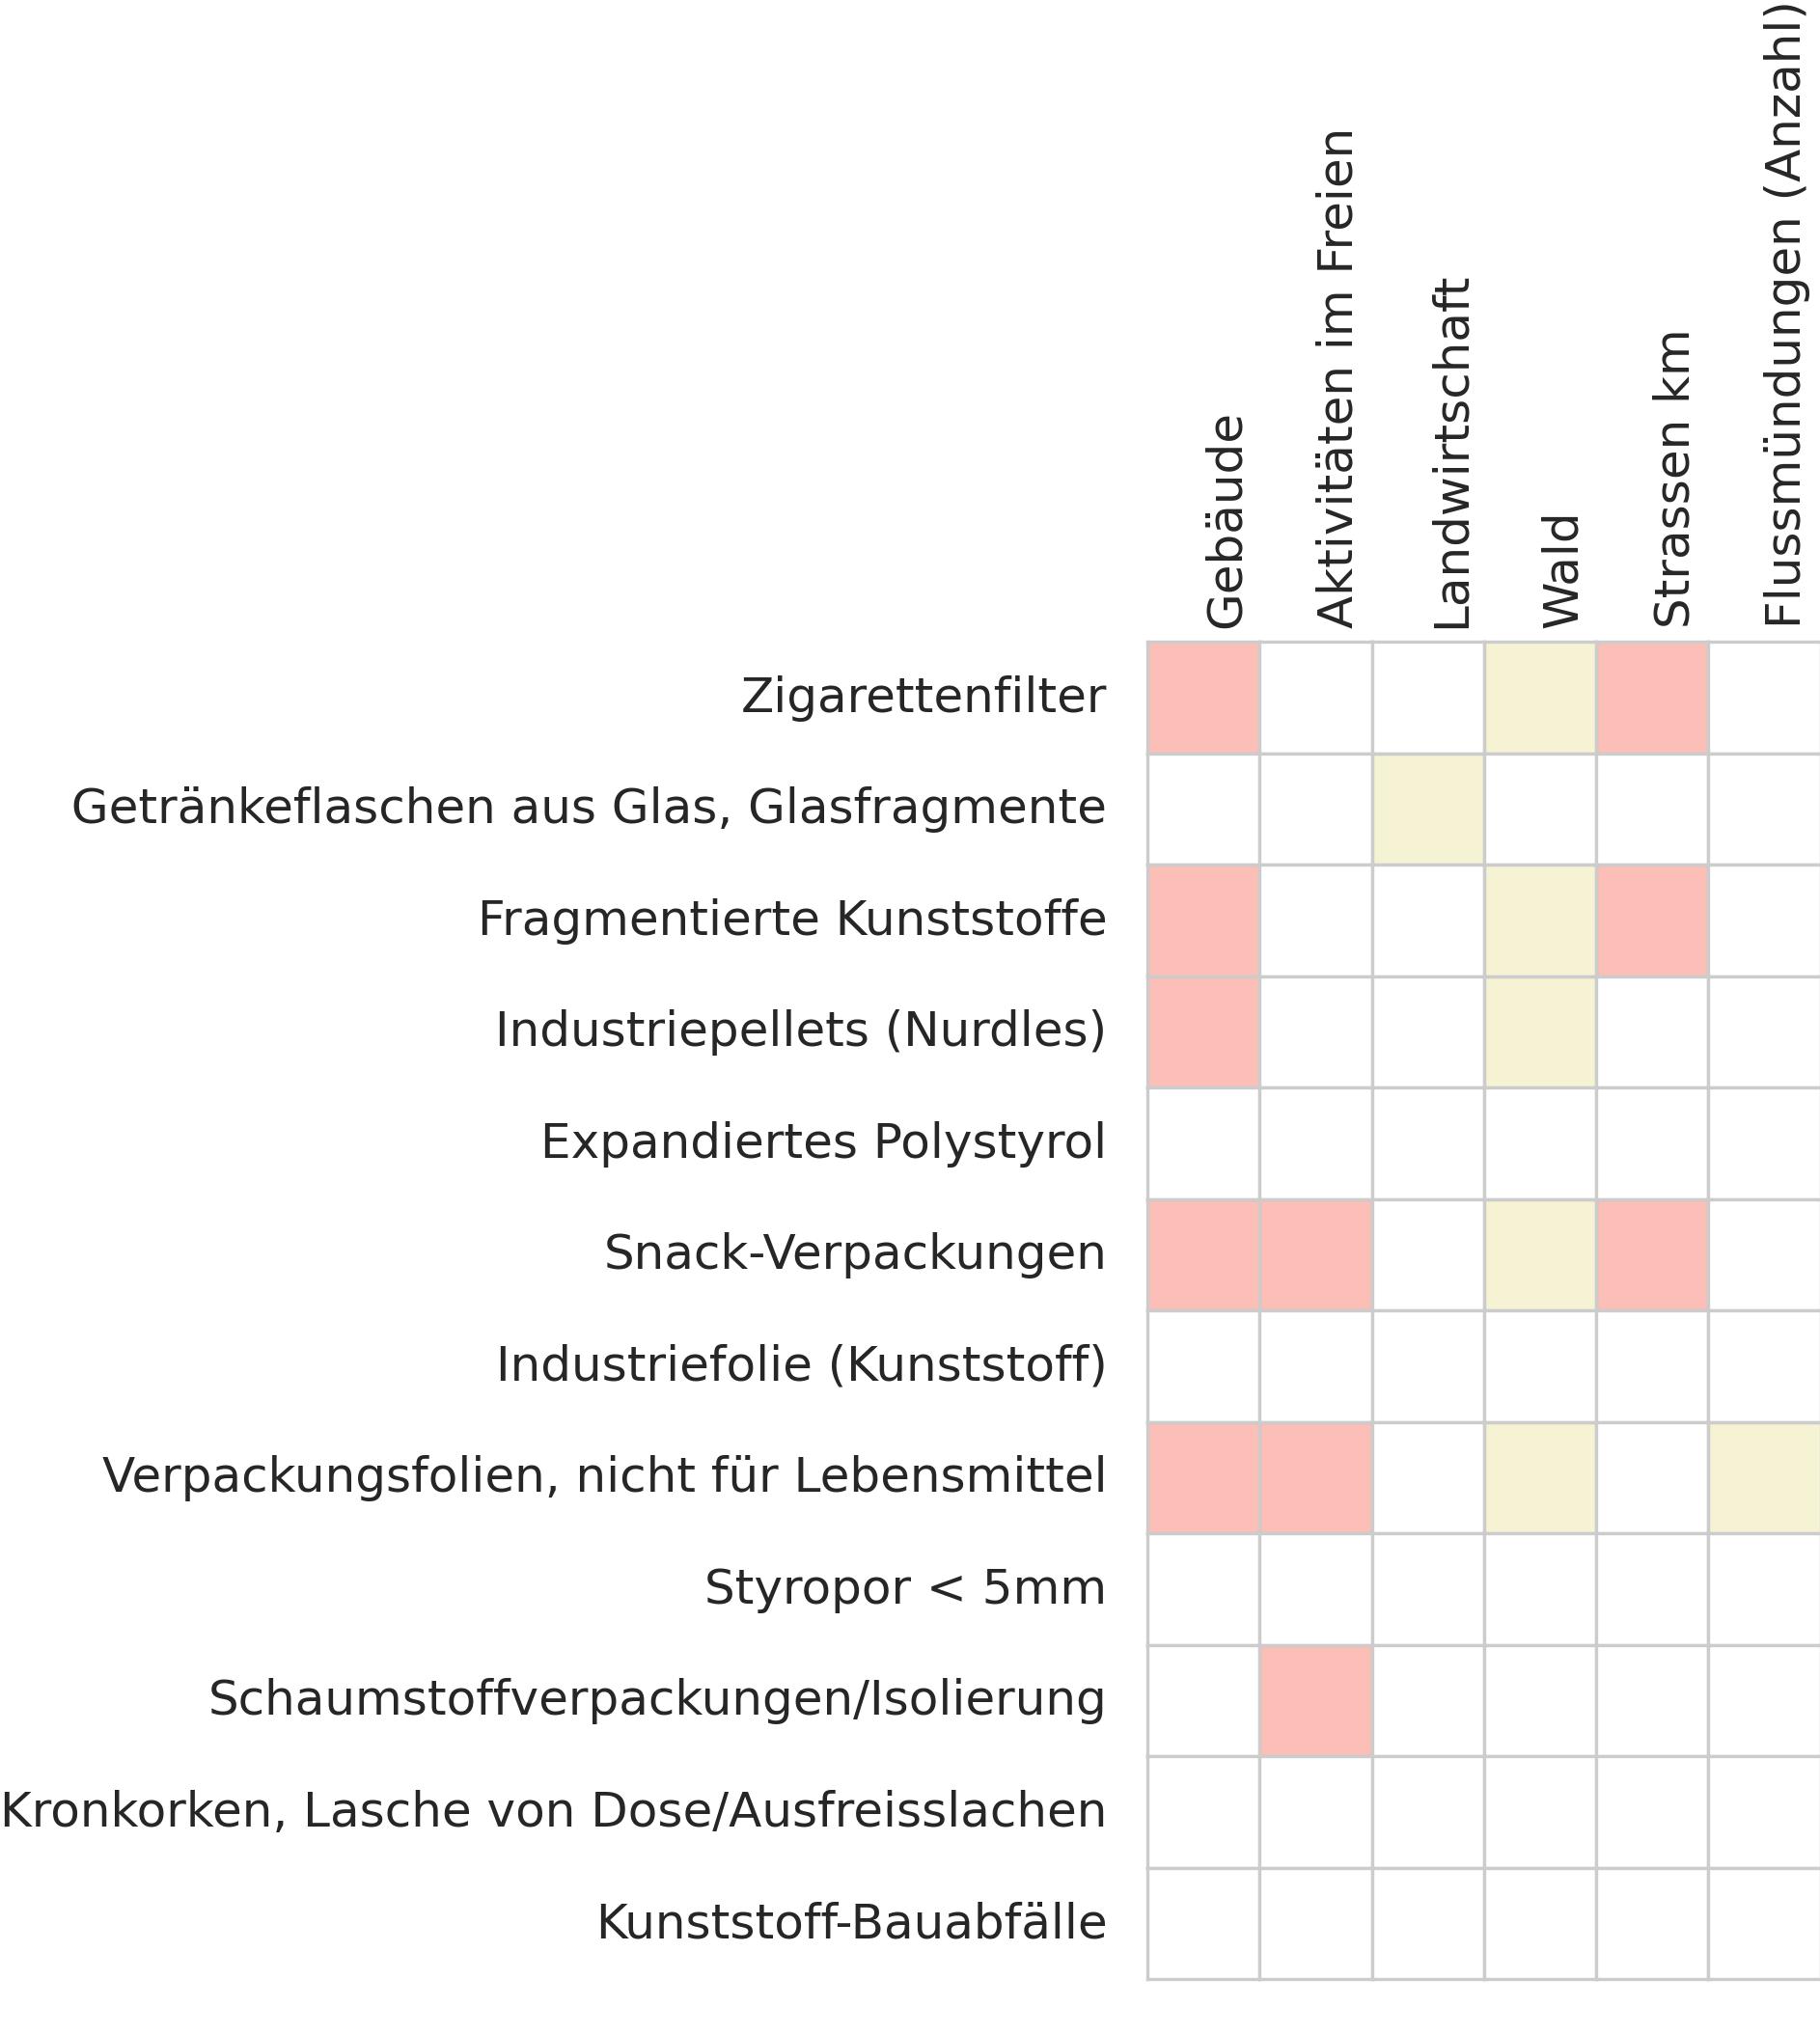 Gebäude
Aktivitäten im Freien
Landwirtschaft
Wald
Strassen km
Flussmündungen (Anzahl)
Zigarettenfilter
Getränkeflaschen aus Glas, Glasfragmente
Fragmentierte Kunststoffe
Industriepellets (Nurdles)
Expandiertes Polystyrol
Snack-Verpackungen
Industriefolie (Kunststoff)
Verpackungsfolien, nicht für Lebensmittel
Styropor < 5mm
Schaumstoffverpackungen/Isolierung
Kronkorken, Lasche von Dose/Ausfreisslachen
Kunststoff-Bauabfälle